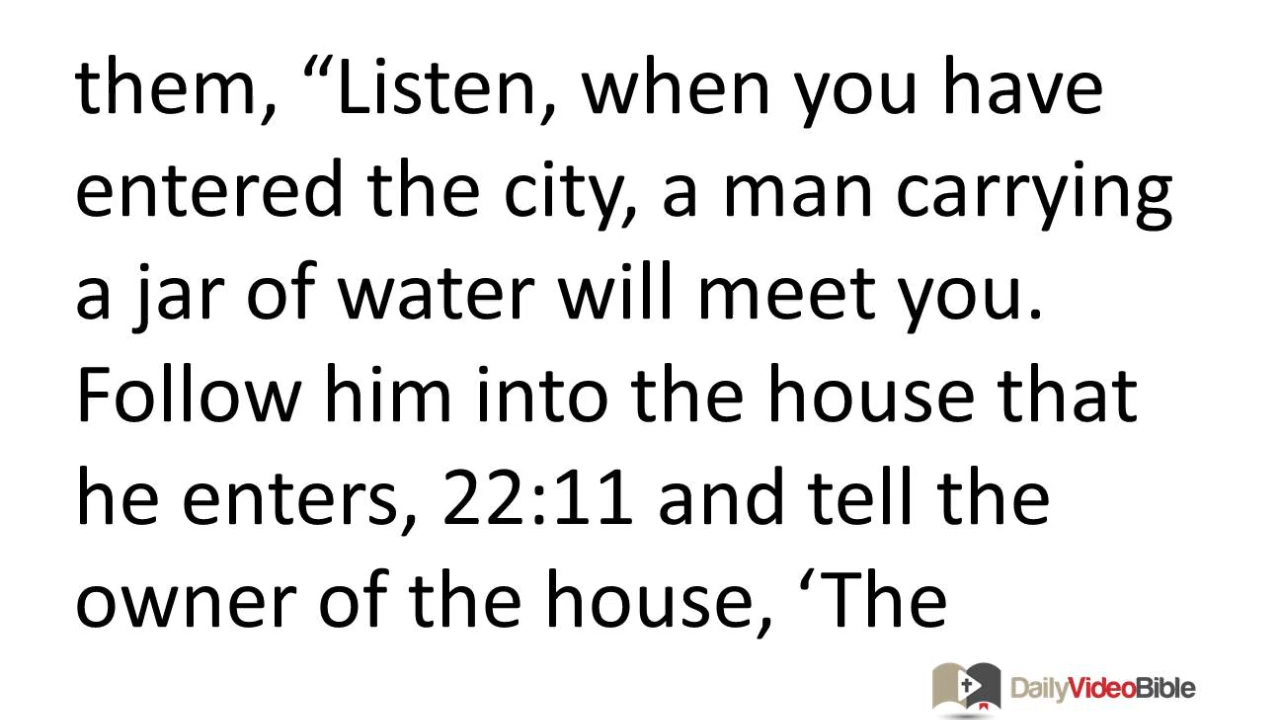 them, “Listen, when you have
entered the city, a man carrying
a jar of water will meet you.
Follow him into the house that
he enters, 22:11 and tell the
owner of the house, ‘The
DailyVideoBible